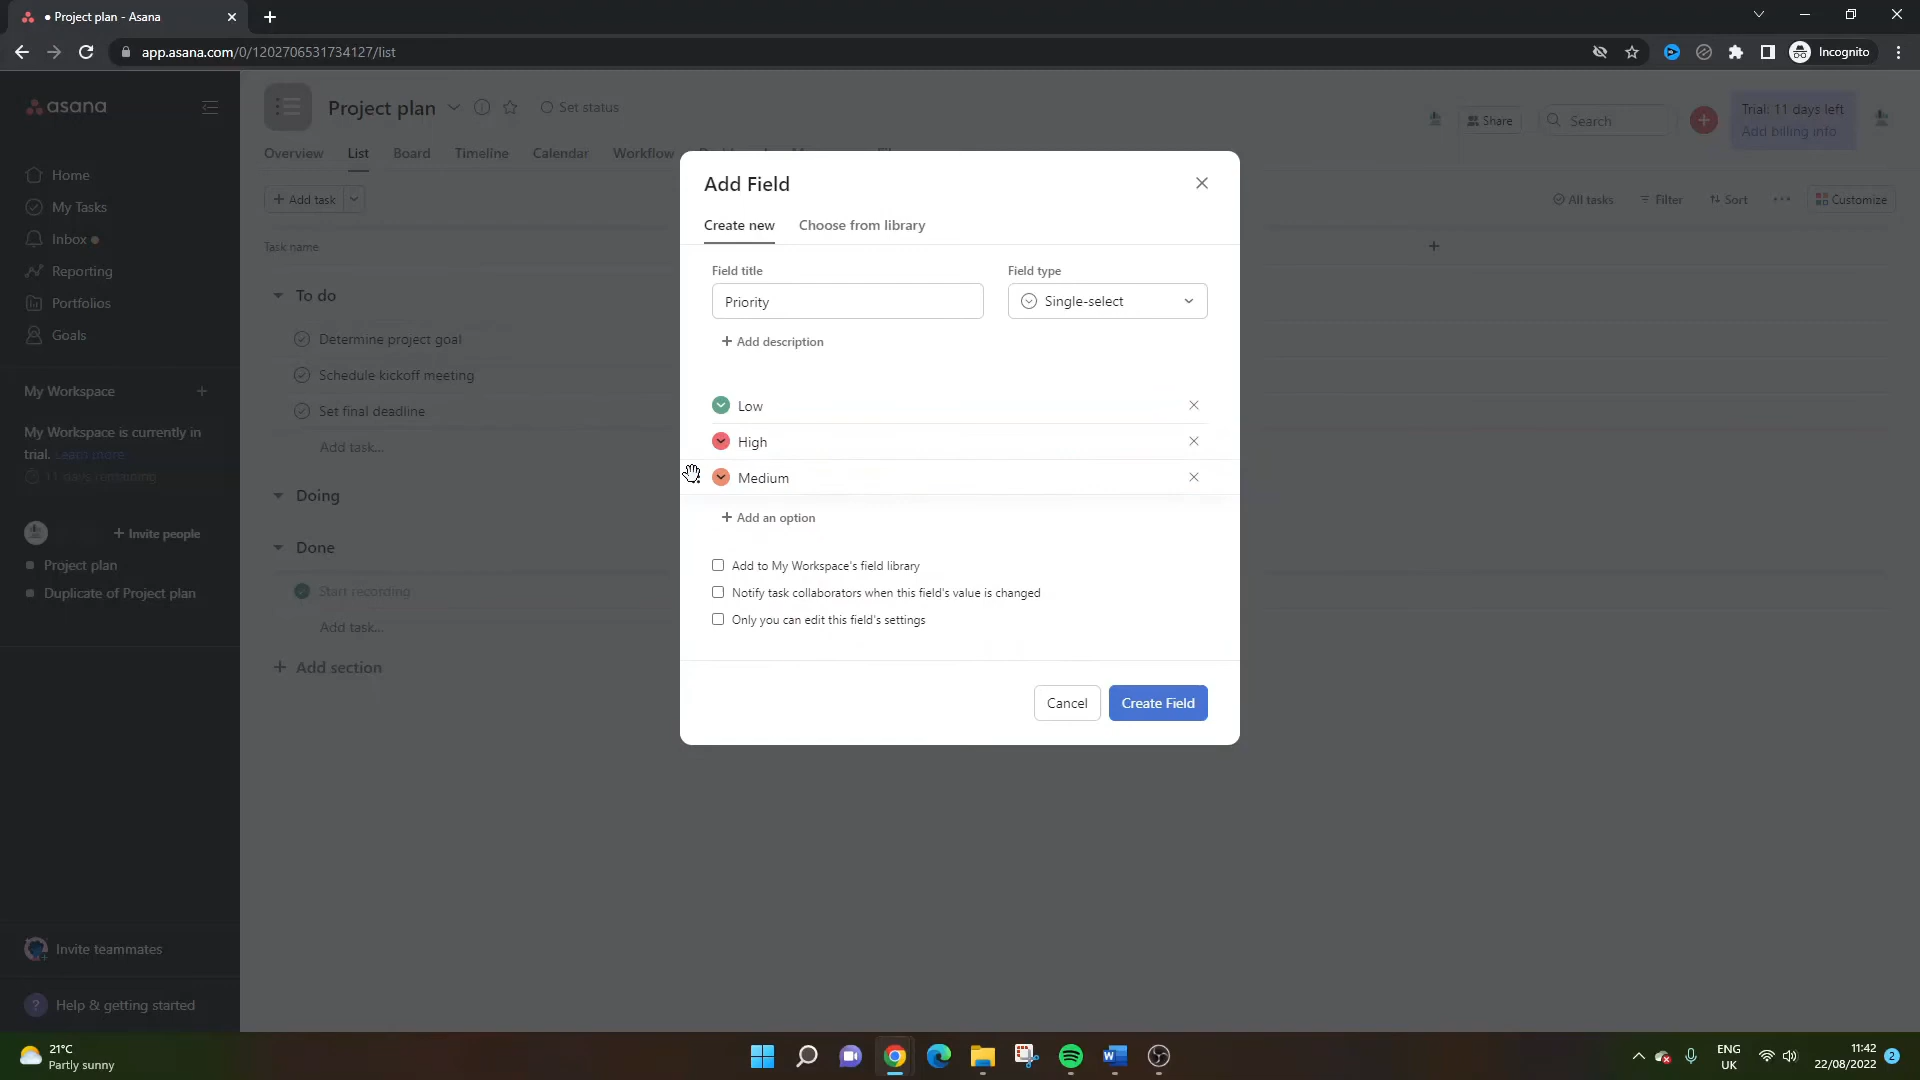 Project plan - Asana
app.asana.com/0/1202706531734127/list
Incognito
asana
Project plan
Set status
Share
Search
Trial: 11 days left
Add billing info
Overview
List
Board
Timeline
Calendar
Workflow
Home
My Tasks
Inbox
Reporting
Portfolios
Goals
My Workspace
My Workspace is currently in
trial. Learn more
11 days remaining
Invite people
Project plan
Duplicate of Project plan
Invite teammates
? Help & getting started
+ Add task
All tasks
Filter
Sort
Customize
Task name
To do
Determine project goal
Schedule kickoff meeting
Set final deadline
Add task...
Doing
Done
Start recording
Add task...
+ Add section
Add Field
Create new
Choose from library
Field title
Field type
Priority
Single-select
+ Add description
Low
High
Medium
+ Add an option
Add to My Workspace's field library
Notify task collaborators when this field's value is changed
Only you can edit this field's settings
Cancel
Create Field
21°C
Partly sunny
ENG
UK
11:42
22/08/2022
2